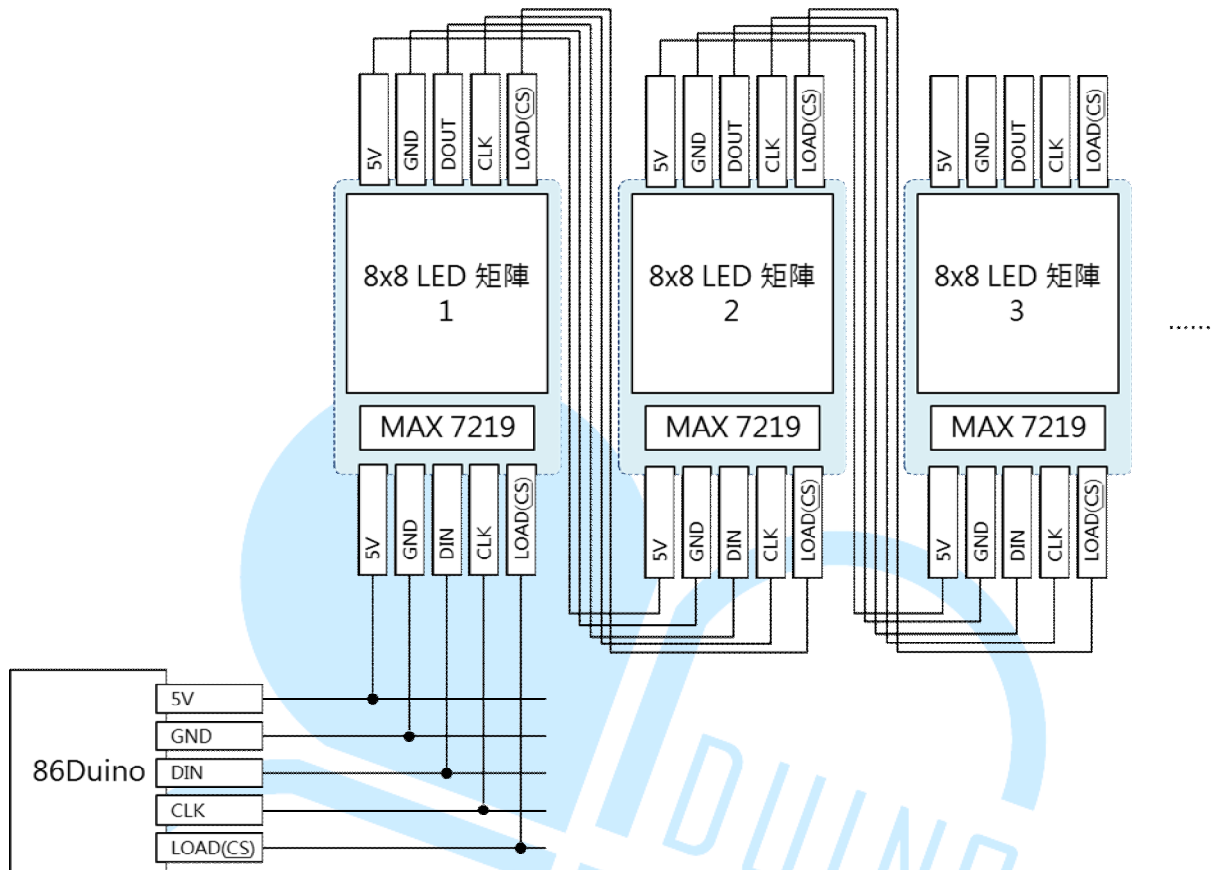 5V
GND
DOUT
CLK
LOAD(CS)
5V
GND
DOUT
CLK
LOAD(CS)
5V
GND
DOUT
CLK
LOAD(CS)
8x8 LED 矩陣
1
8x8 LED 矩陣
2
8x8 LED 矩陣
3
......
MAX 7219
MAX 7219
MAX 7219
5V
GND
DIN
CLK
LOAD(CS)
5V
GND
DIN
CLK
LOAD(CS)
5V
GND
DIN
CLK
LOAD(CS)
86Duino
5V
GND
DIN
CLK
LOAD(CS)
DUINO